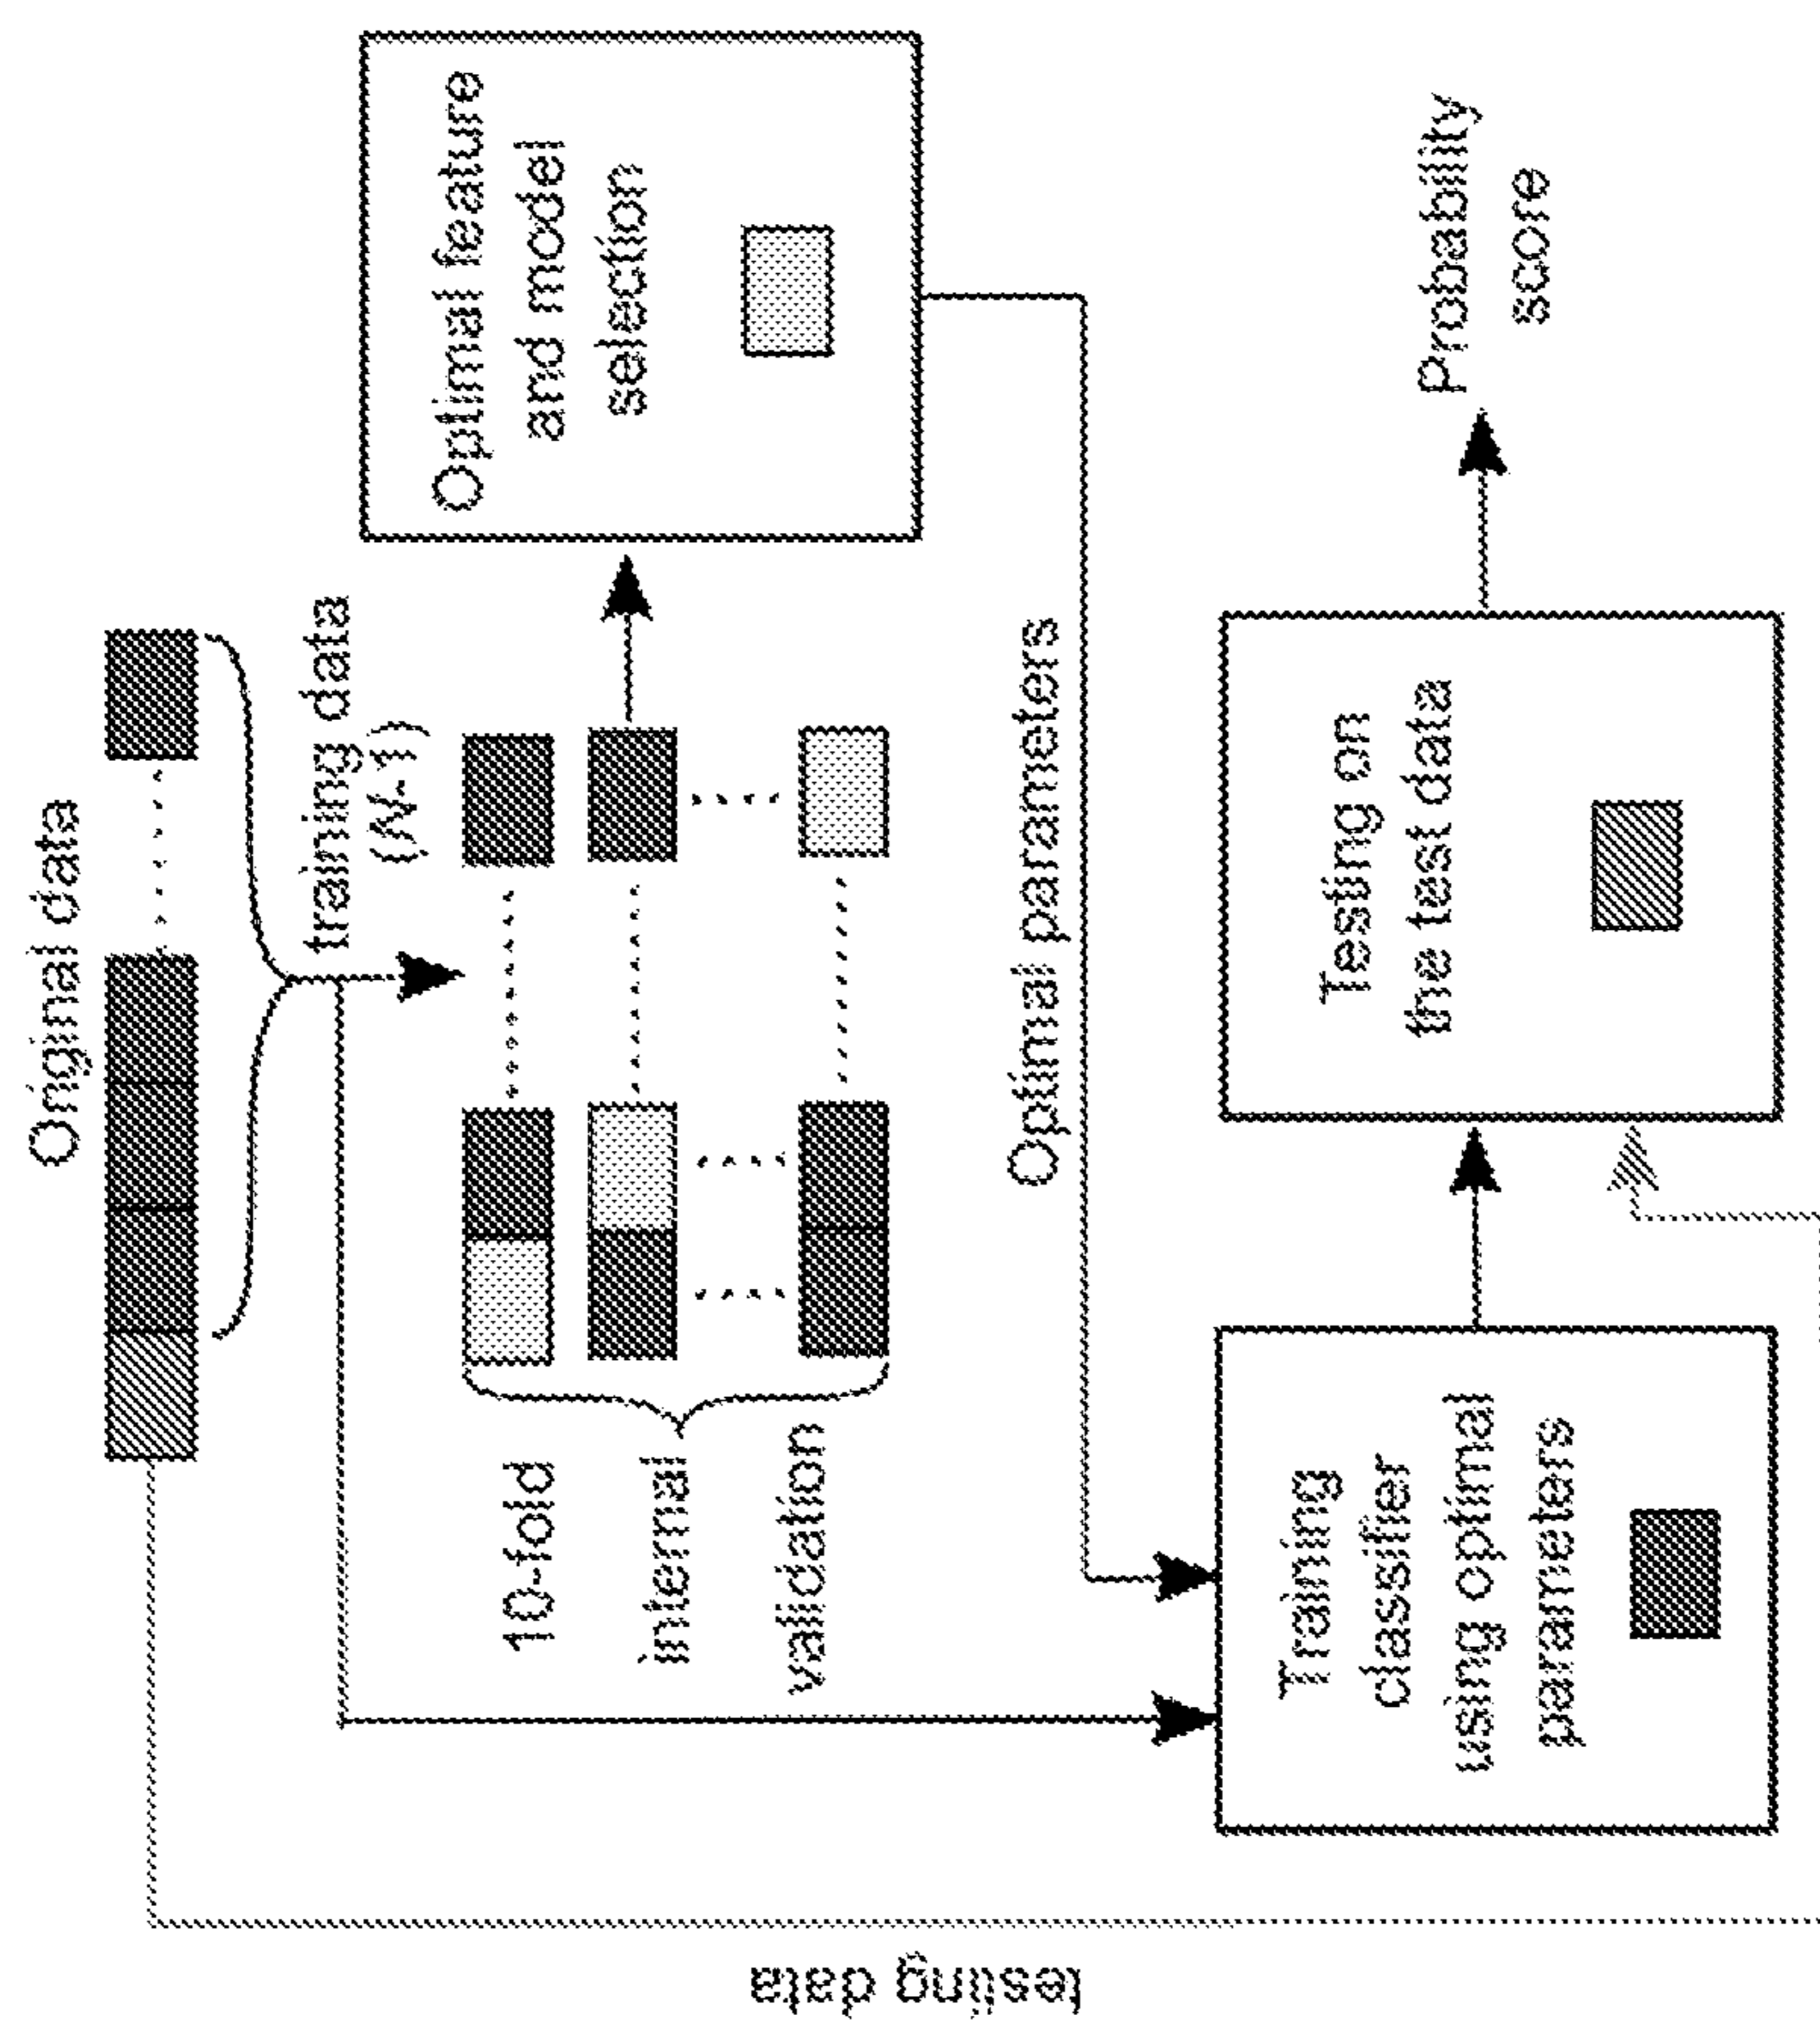 Original data
training data
(N-1)
10-fold
internal
validation
Optimal feature
and model
selection
Optimal parameters
testing data
Training
classifier
using optimal
parameters
Testing on
the test data
Probability
score